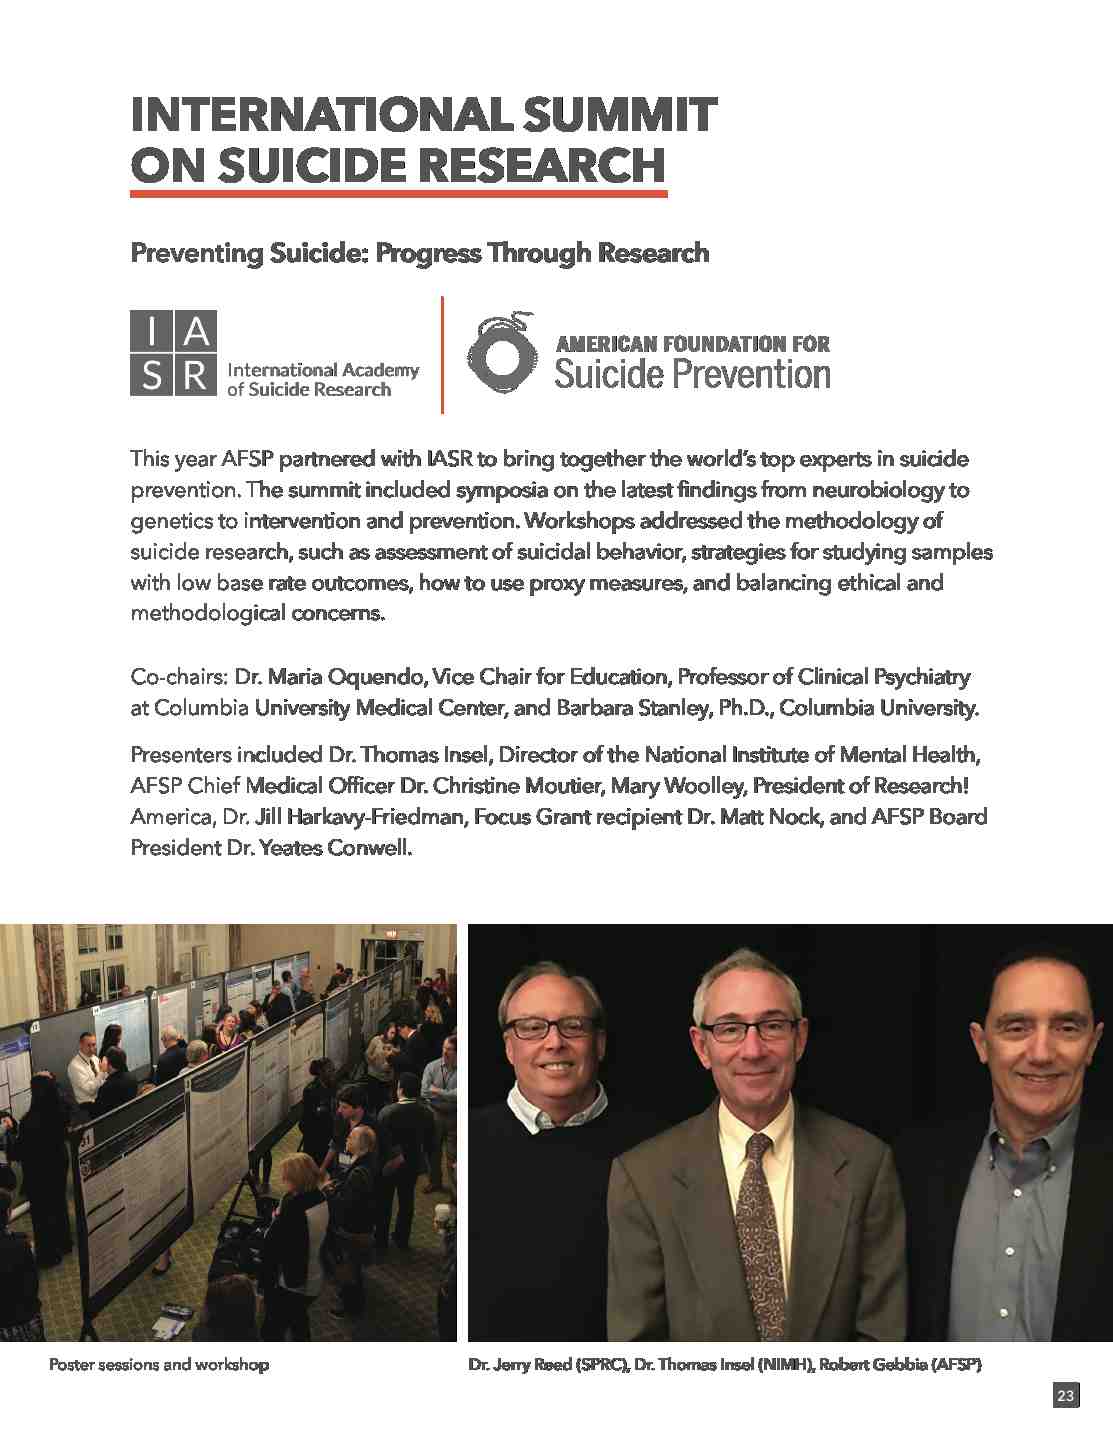 INTERNATIONAL SUMMIT
ON SUICIDE RESEARCH
Preventing Suicide: Progress Through Research
I A
S R
International Academy
of Suicide Research
AMERICAN FOUNDATION FOR
Suicide Prevention
This year AFSP partnered with IASR to bring together the world's top experts in suicide
prevention. The summit included symposia on the latest findings from neurobiology to
genetics to intervention and prevention. Workshops addressed the methodology of
suicide research, such as assessment of suicidal behavior, strategies for studying samples
with low base rate outcomes, how to use proxy measures, and balancing ethical and
methodological concerns.
Co-chairs: Dr. Maria Oquendo, Vice Chair for Education, Professor of Clinical Psychiatry
at Columbia University Medical Center, and Barbara Stanley, Ph.D., Columbia University.
Presenters included Dr. Thomas Insel, Director of the National Institute of Mental Health,
AFSP Chief Medical Officer Dr. Christine Moutier, Mary Woolley, President of Research!
America, Dr. Jill Harkavy-Friedman, Focus Grant recipient Dr. Matt Nock, and AFSP Board
President Dr. Yeates Conwell.
Poster sessions and workshop
Dr. Jerry Reed (SPRC), Dr. Thomas Insel (NIMH), Robert Gebbia (AFSP)
23